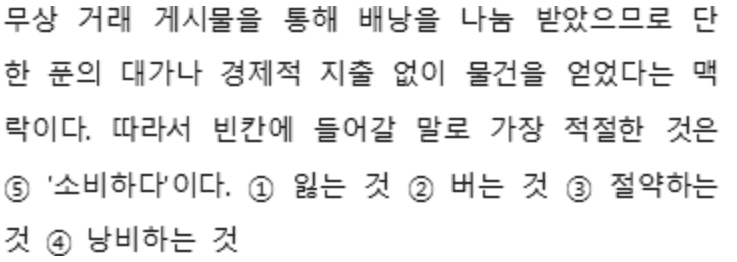 무상 거래 게시물을 통해 배낭을 나눔 받았으므로 단
한 푼의 대가나 경제적 지출 없이 물건을 얻었다는 맥
락이다. 따라서 빈칸에 들어갈 말로 가장 적절한 것은
⑤ '소비하다'이다. ① 잃는 것 ② 버는 것 ③ 절약하는
것 ④ 낭비하는 것